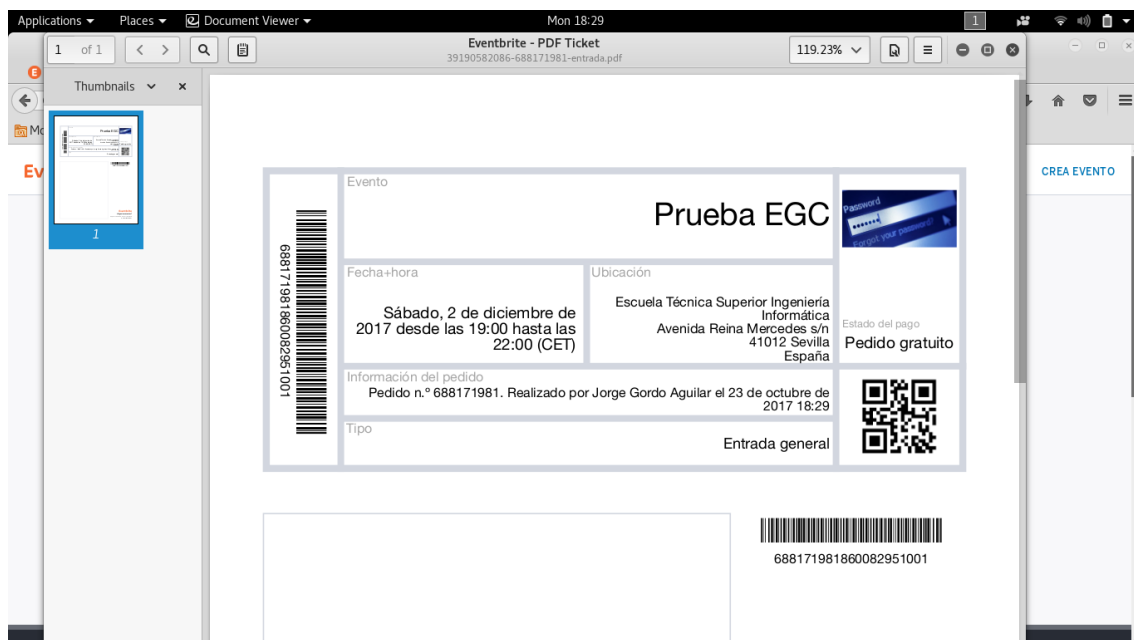 Applications Places Document Viewer Mon 18:29 1
1 of 1 Eventbrite - PDF Ticket 119.23%
39190582086-688171981-entrada.pdf
Thumbnails
1
Ev
CREA EVENTO
Evento
Prueba EGC
Password
Forgot your password?
688171981860082951001
Fecha+hora
Sábado, 2 de diciembre de
2017 desde las 19:00 hasta las
22:00 (CET)
Ubicación
Escuela Técnica Superior Ingeniería
Informática
Avenida Reina Mercedes s/n
41012 Sevilla
España
Estado del pago
Pedido gratuito
Información del pedido
Pedido n.º 688171981. Realizado por Jorge Gordo Aguilar el 23 de octubre de
2017 18:29
Tipo
Entrada general
688171981860082951001